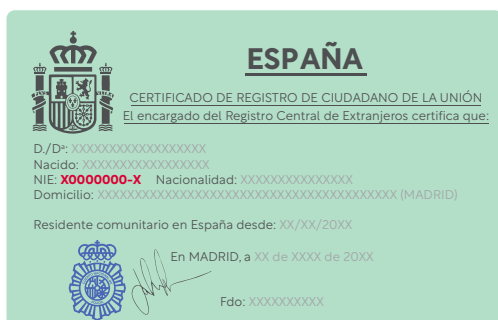 ESPAÑA
CERTIFICADO DE REGISTRO DE CIUDADANO DE LA UNIÓN
El encargado del Registro Central de Extranjeros certifica que:
D./Dª: XXXXXXXXXXXXXXXXXX
Nacido: XXXXXXXXXXXXXXXXX
NIE: X0000000-X Nacionalidad: XXXXXXXXXXXXXXX
Domicilio: XXXXXXXXXXXXXXXXXXXXXXXXXXXXXXXXXXXXXXXX (MADRID)
Residente comunitario en España desde: XX/XX/20XX
En MADRID, a XX de XXXX de 20XX
Fdo: XXXXXXXXXX